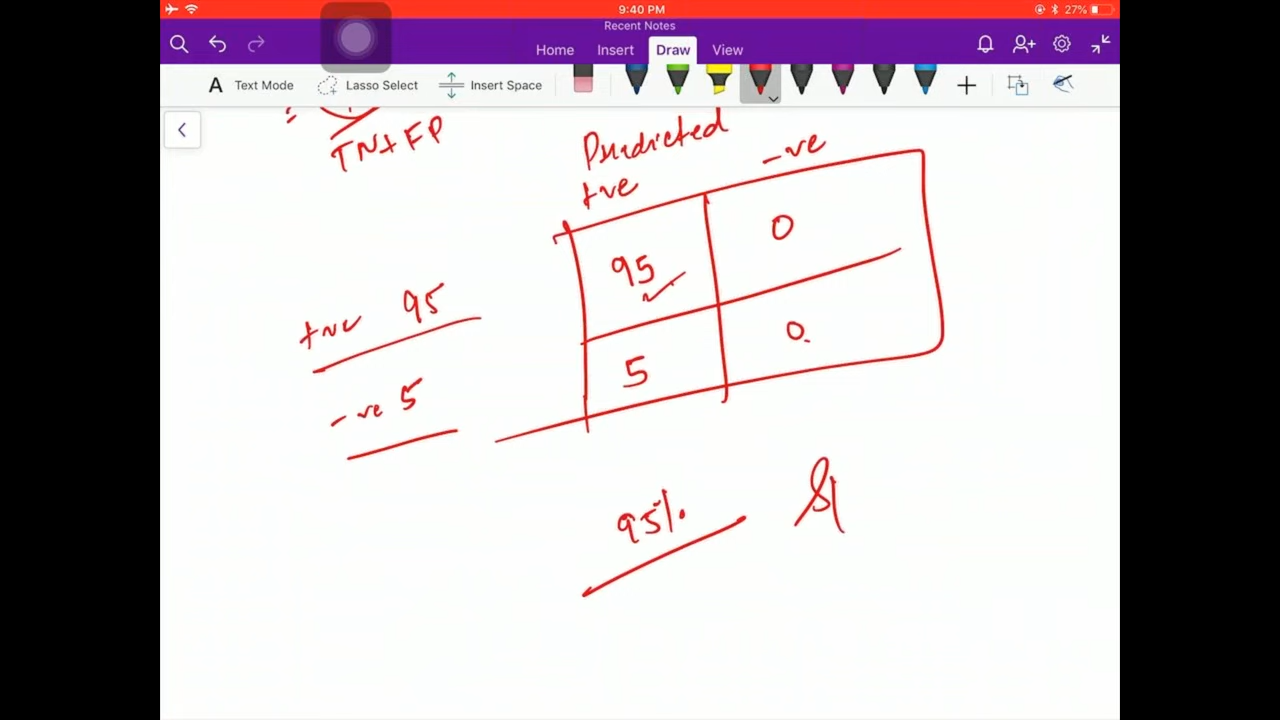 9:40 PM
27%
Recent Notes
Home Insert Draw View
A Text Mode Lasso Select Insert Space
TN+FP
Predicted
+ve -ve
95 0
5 0.
+ve 95
-ve 5
95%